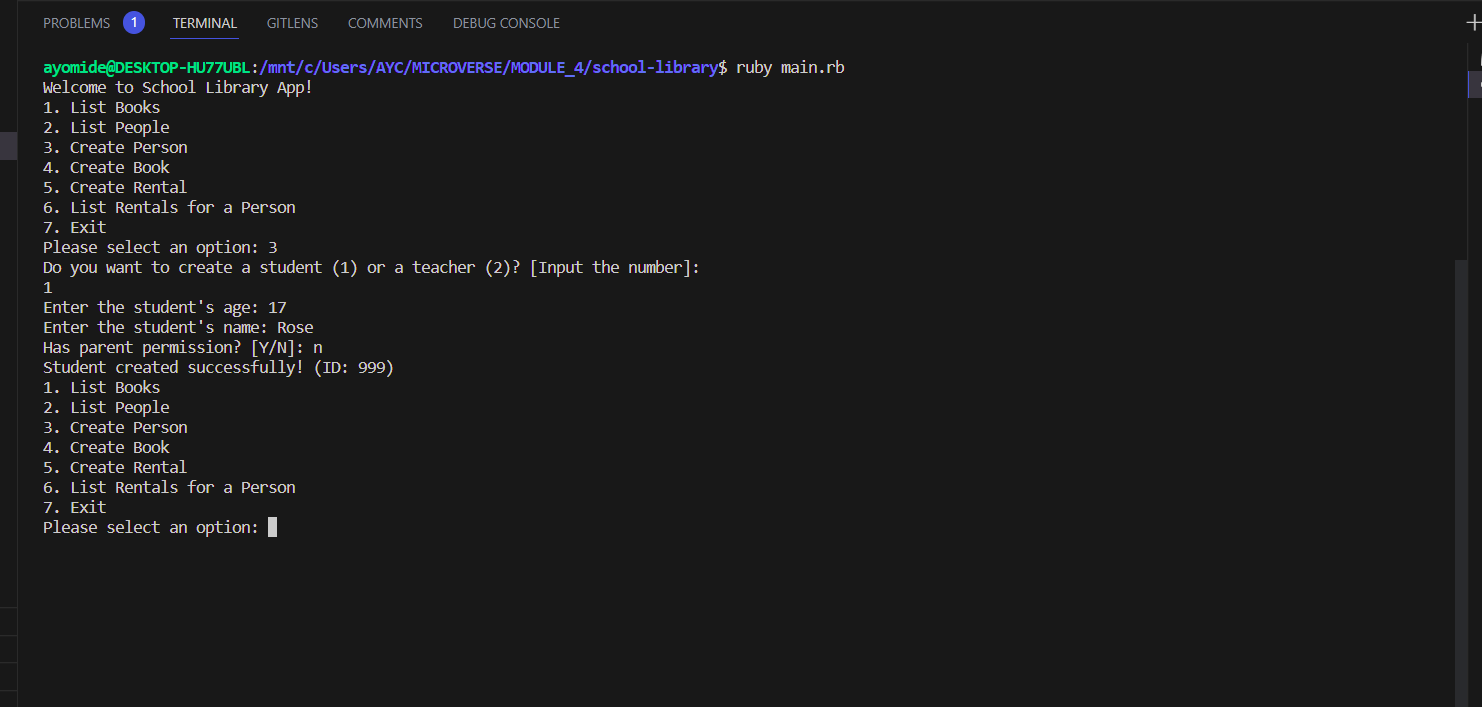 PROBLEMS 1 TERMINAL GITLENS COMMENTS DEBUG CONSOLE
ayomide@DESKTOP-HU77UBL:/mnt/c/Users/AYC/MICROVERSE/MODULE_4/school-library$ ruby main.rb
Welcome to School Library App!
1. List Books
2. List People
3. Create Person
4. Create Book
5. Create Rental
6. List Rentals for a Person
7. Exit
Please select an option: 3
Do you want to create a student (1) or a teacher (2)? [Input the number]:
1
Enter the student's age: 17
Enter the student's name: Rose
Has parent permission? [Y/N]: n
Student created successfully! (ID: 999)
1. List Books
2. List People
3. Create Person
4. Create Book
5. Create Rental
6. List Rentals for a Person
7. Exit
Please select an option: